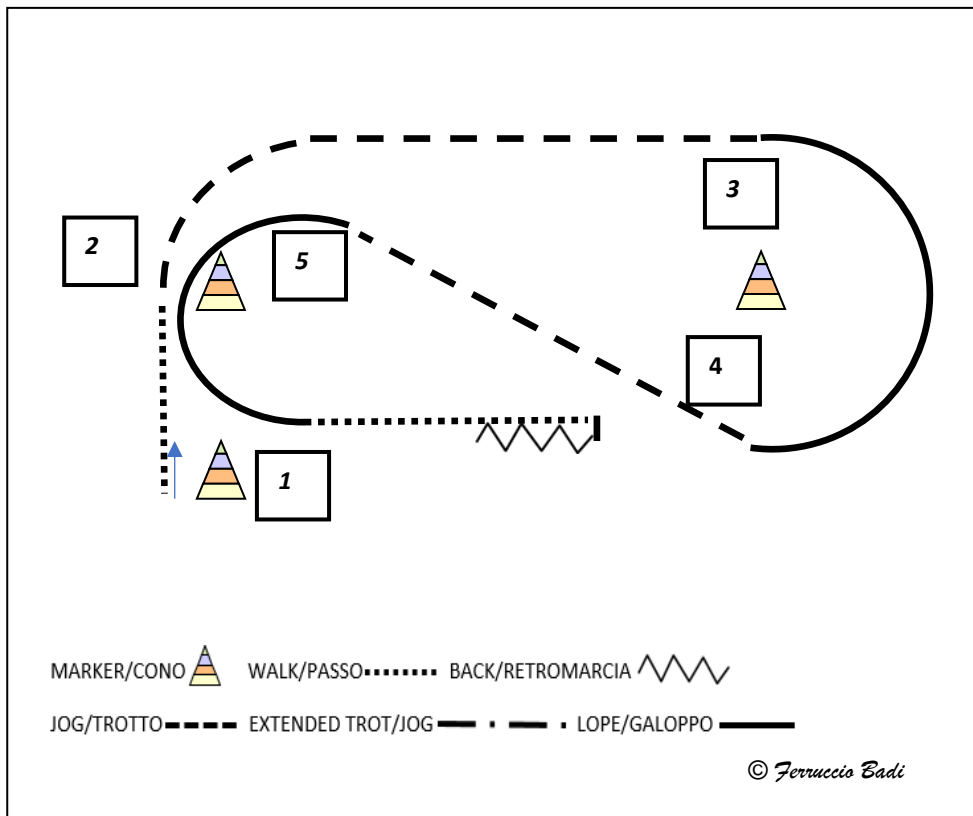 3
2
5
4
1
MARKER/CONO WALK/PASSO BACK/RETROMARCIA
JOG/TROTTO EXTENDED TROT/JOG LOPE/GALOPPO
© Ferruccio Badi